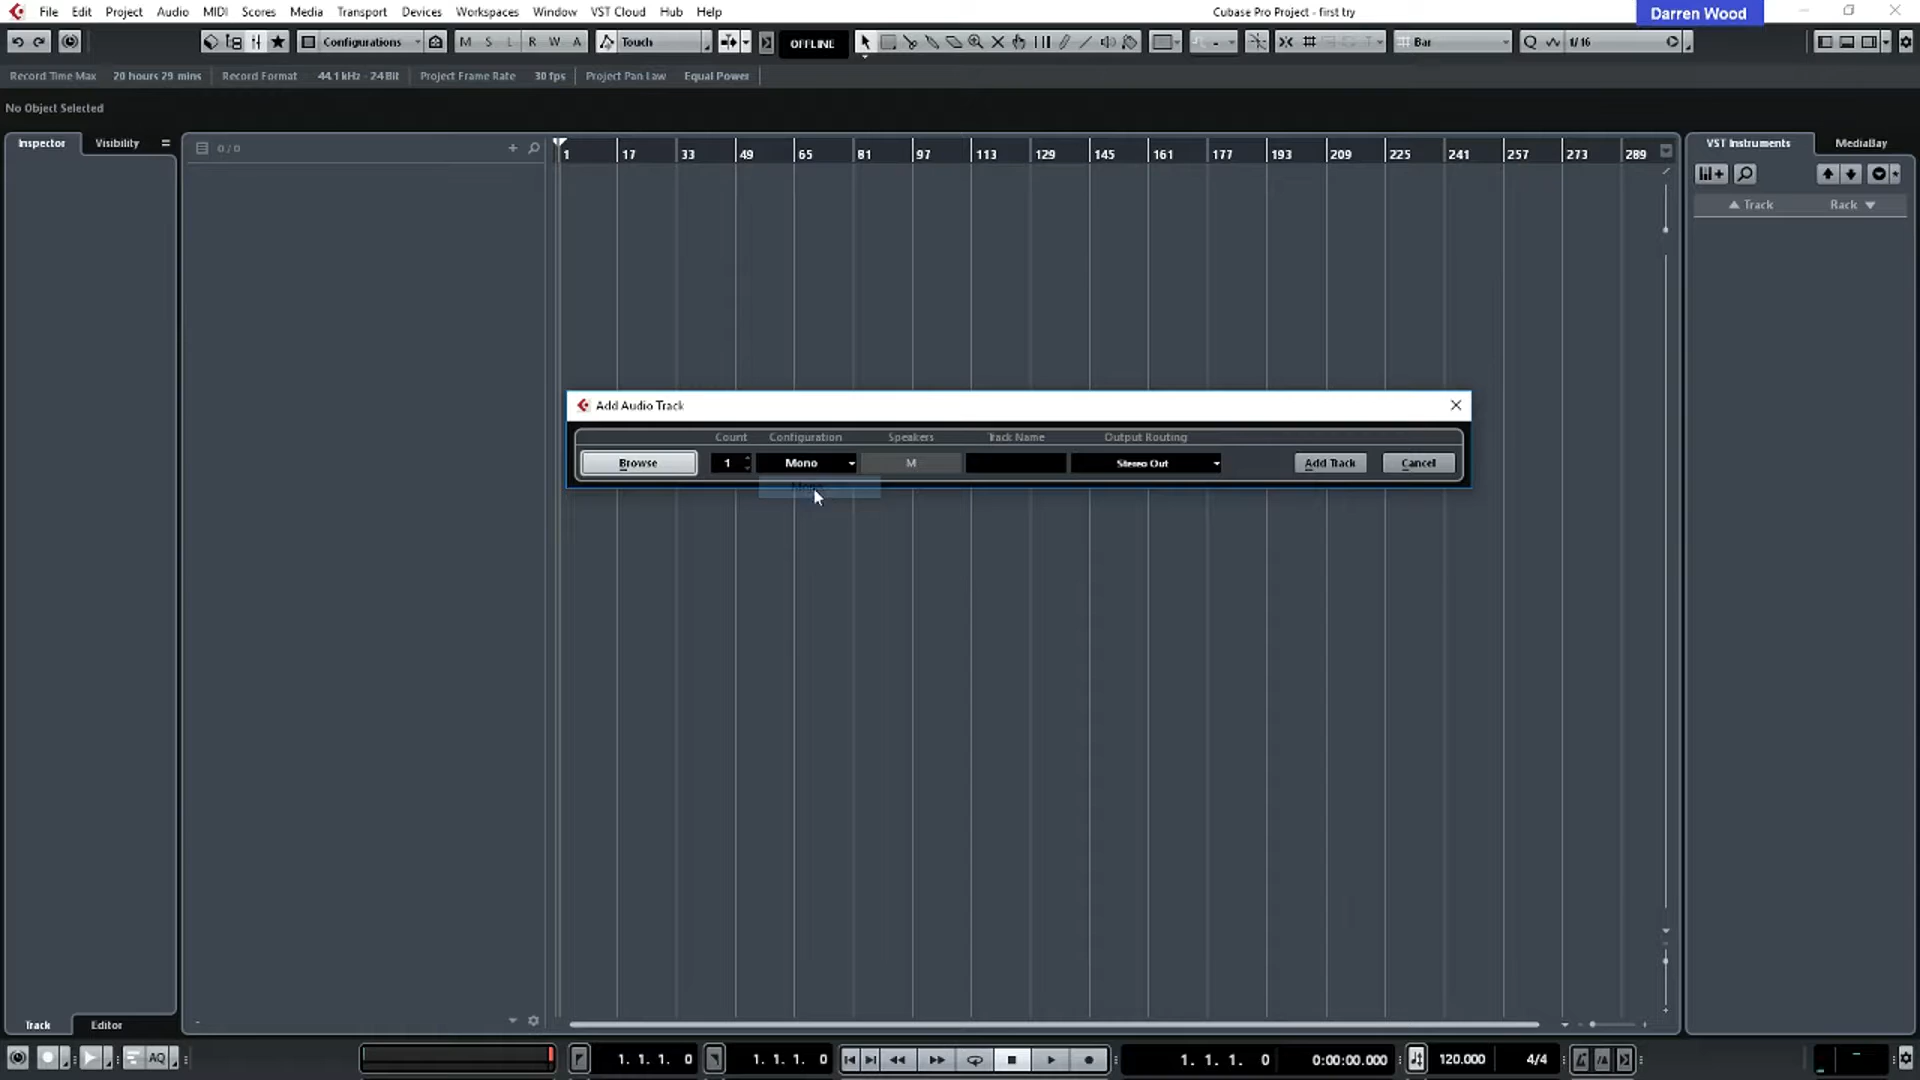 File Edit Project Audio MIDI Scores Media Transport Devices Workspaces Window VST Cloud Hub Help Cubase Pro Project - first try Darren Wood
Configurations M S L R W A Touch OFFLINE Bar Q 1/16
Record Time Max 20 hours 29 mins Record Format 44.1 kHz - 24 Bit Project Frame Rate 30 fps Project Pan Law Equal Power
No Object Selected
Inspector Visibility 0 / 0 1 17 33 49 65 81 97 113 129 145 161 177 193 209 225 241 257 273 289 VST Instruments MediaBay
Track Rack
Add Audio Track
Count Configuration Speakers Track Name Output Routing
Browse 1 Mono M Stereo Out Add Track Cancel
Mono
Track Editor
AQ 1. 1. 1. 0 1. 1. 1. 0 1. 1. 1. 0 0:00:00.000 120.000 4/4